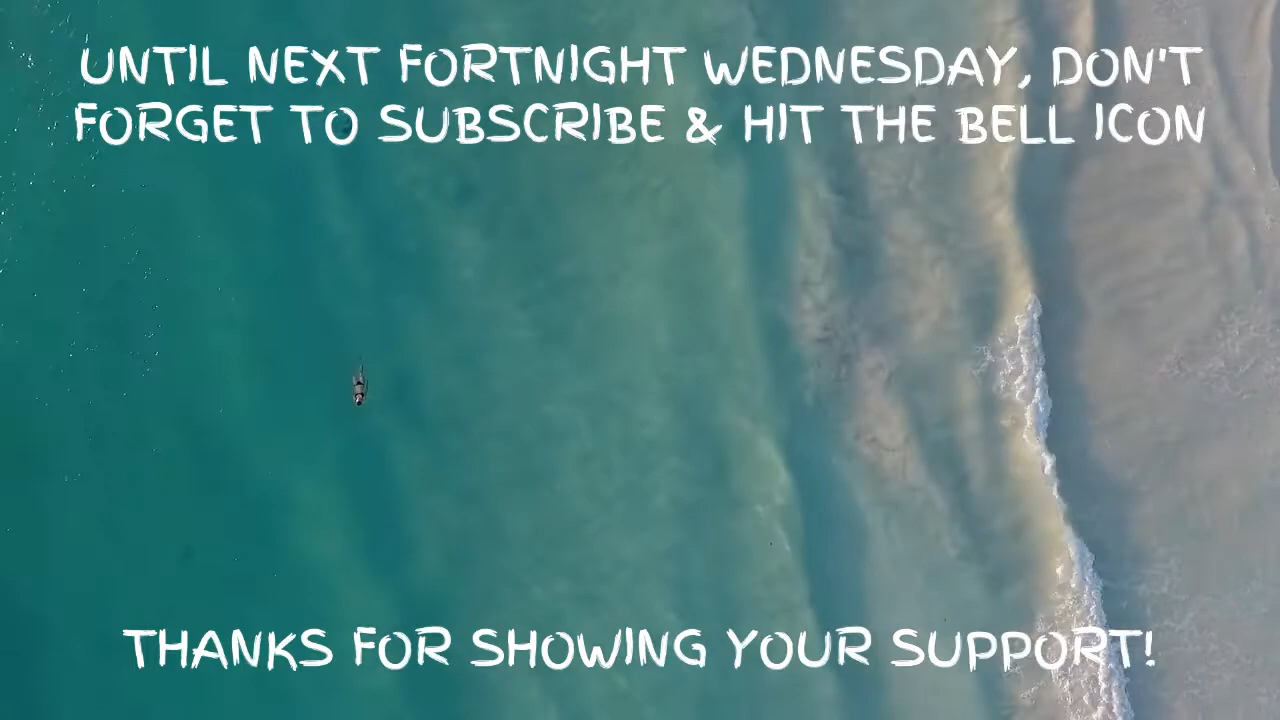 UNTIL NEXT FORTNIGHT WEDNESDAY, DON'T
FORGET TO SUBSCRIBE & HIT THE BELL ICON
THANKS FOR SHOWING YOUR SUPPORT!